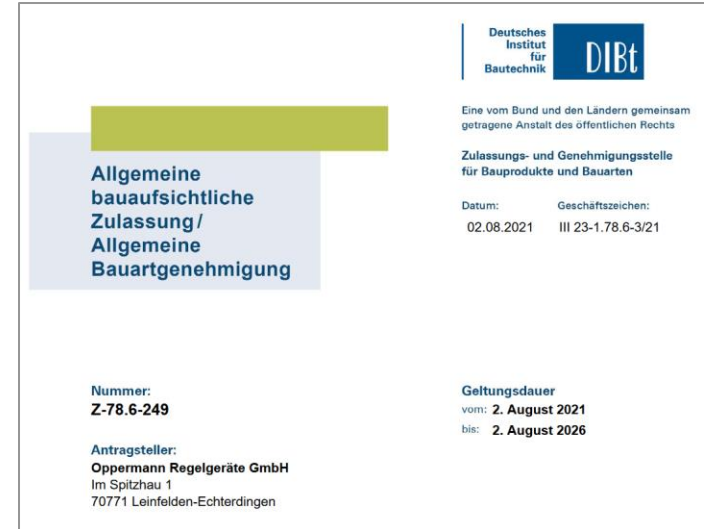 Deutsches
Institut
für
Bautechnik
DIBt
Eine vom Bund und den Ländern gemeinsam
getragene Anstalt des öffentlichen Rechts
Zulassungs- und Genehmigungsstelle
für Bauprodukte und Bauarten
Datum: Geschäftszeichen:
02.08.2021 III 23-1.78.6-3/21
Allgemeine
bauaufsichtliche
Zulassung/
Allgemeine
Bauartgenehmigung
Nummer:
Z-78.6-249
Antragsteller:
Oppermann Regelgeräte GmbH
Im Spitzhau 1
70771 Leinfelden-Echterdingen
Geltungsdauer
vom: 2. August 2021
bis: 2. August 2026